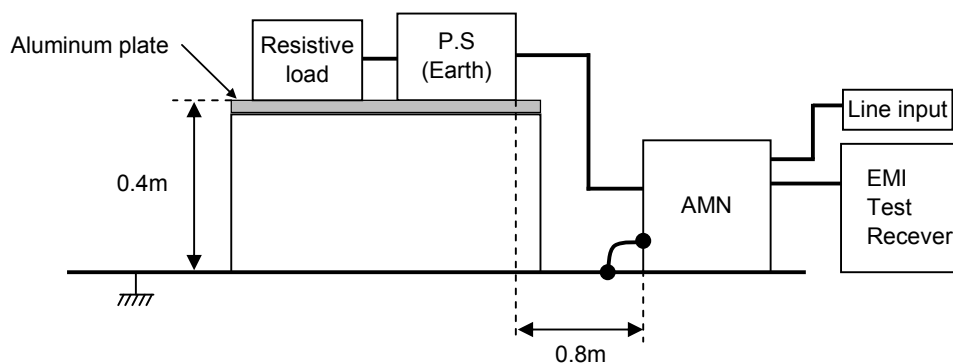 Aluminum plate
Resistive
load
P.S
(Earth)
Line input
0.4m
AMN
EMI
Test
Recever
0.8m